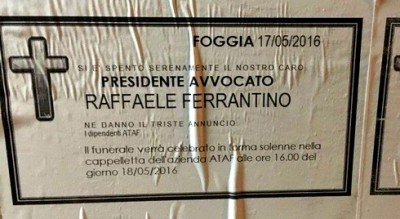 FOGGIA 17/05/2016
SI E' SPENTO SERENAMENTE IL NOSTRO CARO
PRESIDENTE AVVOCATO
RAFFAELE FERRANTINO
NE DANNO IL TRISTE ANNUNCIO
I dipendenti ATAF
Il funerale verrà celebrato in forma solenne nella
cappelletta dell'azienda ATAF alle ore 16.00 del
giorno 18/05/2016